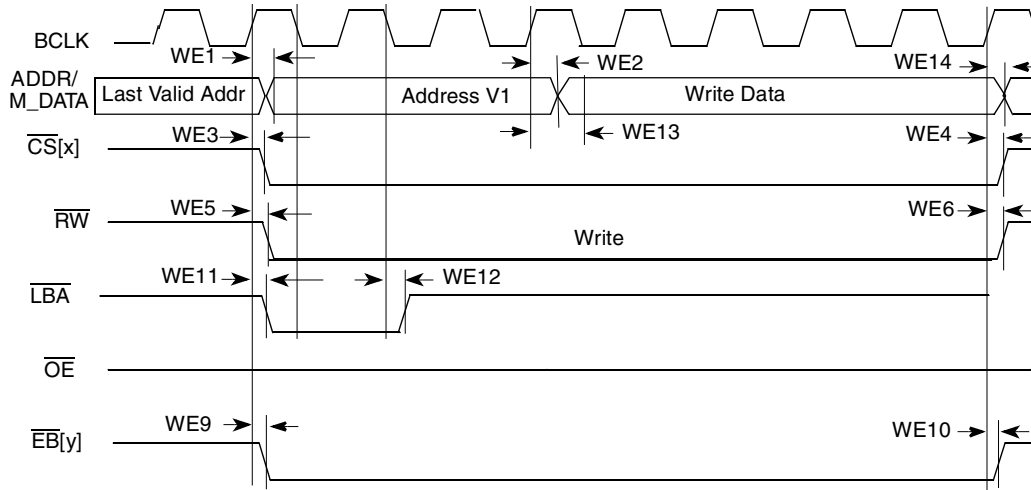 BCLK
WE1
WE2
WE14
ADDR/
M_DATA
Last Valid Addr
Address V1
Write Data
WE13
WE3
WE4
CS[x]
WE5
WE6
RW
Write
WE11
WE12
LBA
OE
WE9
WE10
EB[y]